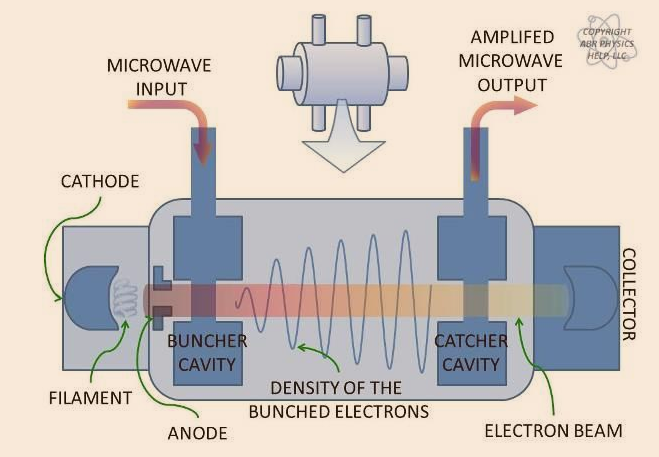 COPYRIGHT
ABR PHYSICS
HELP, LLC
AMPLIFED
MICROWAVE
OUTPUT
MICROWAVE
INPUT
CATHODE
COLLECTOR
BUNCHER
CAVITY
CATCHER
CAVITY
DENSITY OF THE
BUNCHED ELECTRONS
FILAMENT
ANODE
ELECTRON BEAM